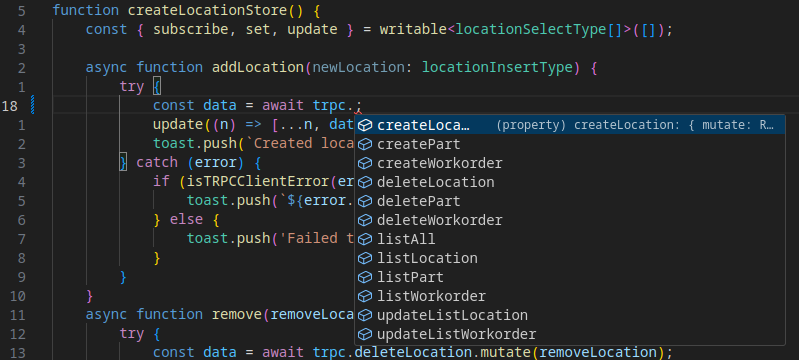 5 function createLocationStore() {
4 const { subscribe, set, update } = writable<locationSelectType[]>([]);
3
2 async function addLocation(newLocation: locationInsertType) {
1 try {
18 const data = await trpc.;
1 update((n) => [...n, dat
2 toast.push(`Created loca
3 } catch (error) {
4 if (isTRPCClientError(er
5 toast.push(`${error.
6 } else {
7 toast.push('Failed t
8 }
9 }
10 }
11 async function remove(removeLoca
12 try {
13 const data = await trpc.deleteLocation.mutate(removeLocation);
createLoca… (property) createLocation: { mutate: R…
createPart
createWorkorder
deleteLocation
deletePart
deleteWorkorder
listAll
listLocation
listPart
listWorkorder
updateListLocation
updateListWorkorder